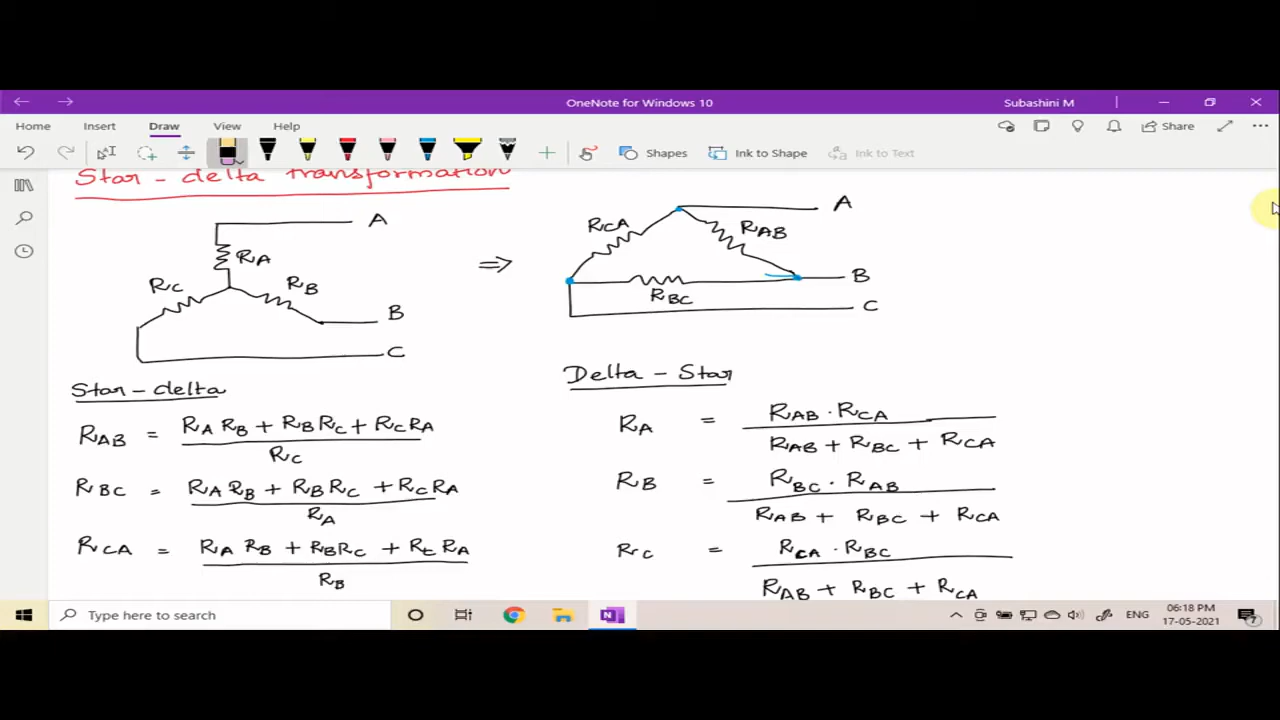 OneNote for Windows 10
Subashini M
Home Insert Draw View Help
Share
Shapes
Ink to Shape
Ink to Text
Star - delta transformation
A
RA
RC
RB
B
C
⇒
A
RCA
RAB
B
RBC
C
Star - delta
RAB = RA RB + RB RC + RC RA
RC
RBC = RA RB + RB RC + RC RA
RA
RCA = RA RB + RB RC + RC RA
RB
Delta - Star
RA = RAB . RCA
RAB + RBC + RCA
RB = RBC . RAB
RAB + RBC + RCA
RC = RCA . RBC
RAB + RBC + RCA
Type here to search
ENG
06:18 PM
17-05-2021
7